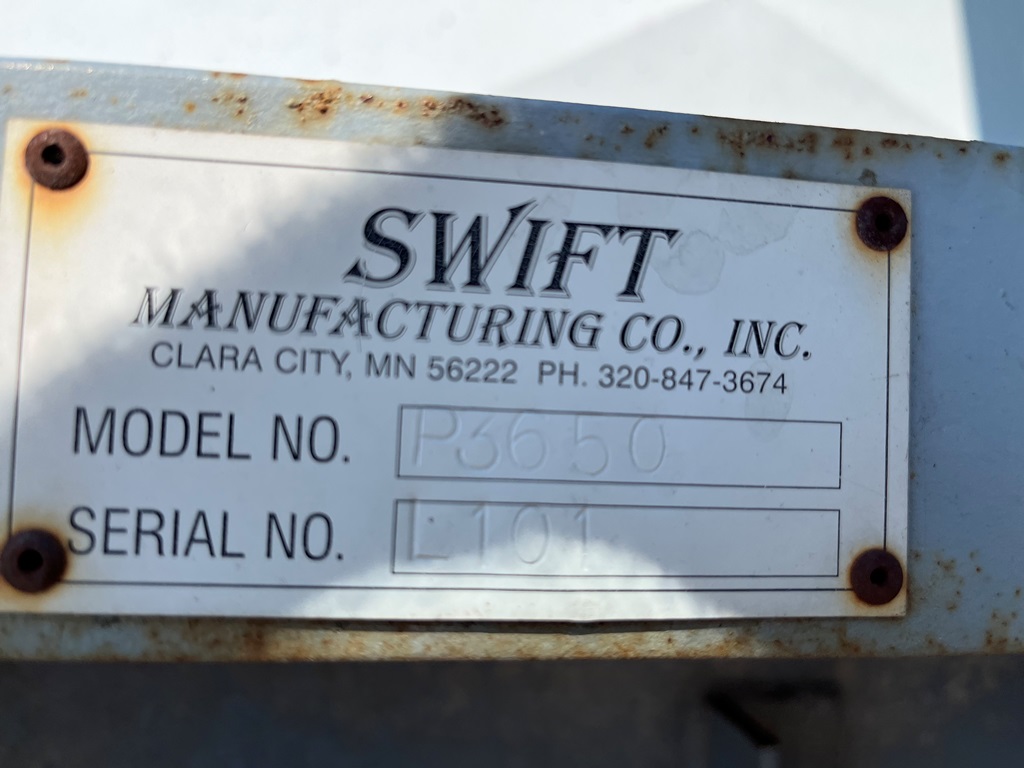 SWIFT
MANUFACTURING CO., INC.
CLARA CITY, MN 56222 PH. 320-847-3674
MODEL NO. P3650
SERIAL NO. L101